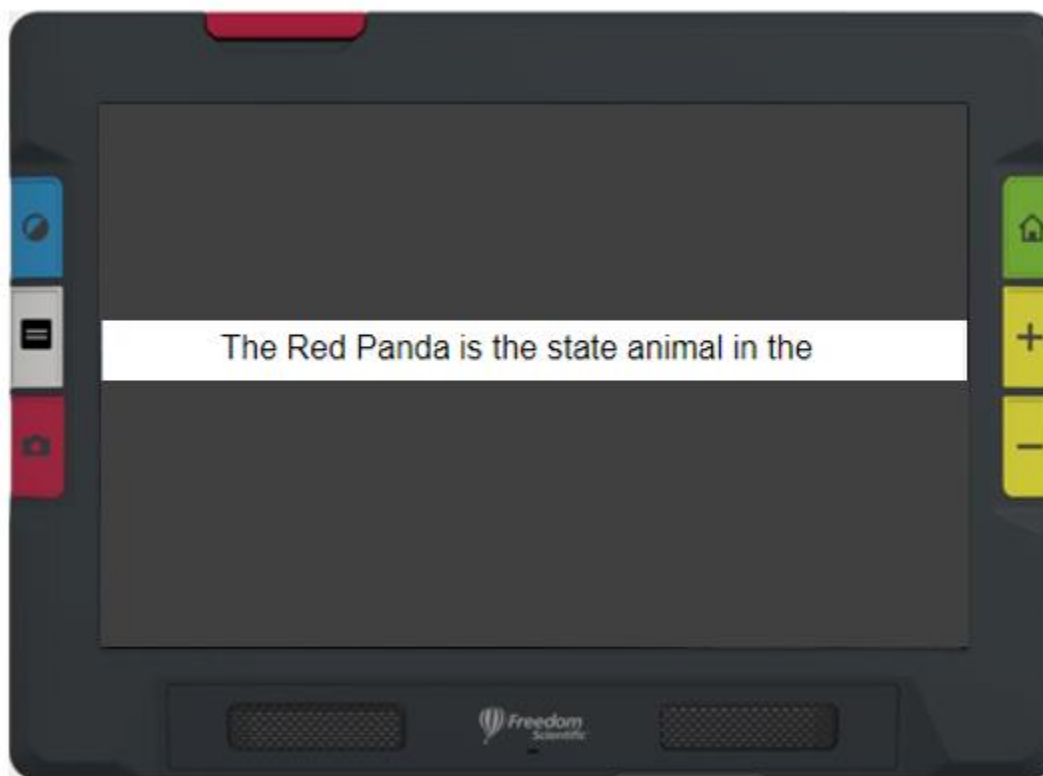 The Red Panda is the state animal in the
Freedom
Scientific